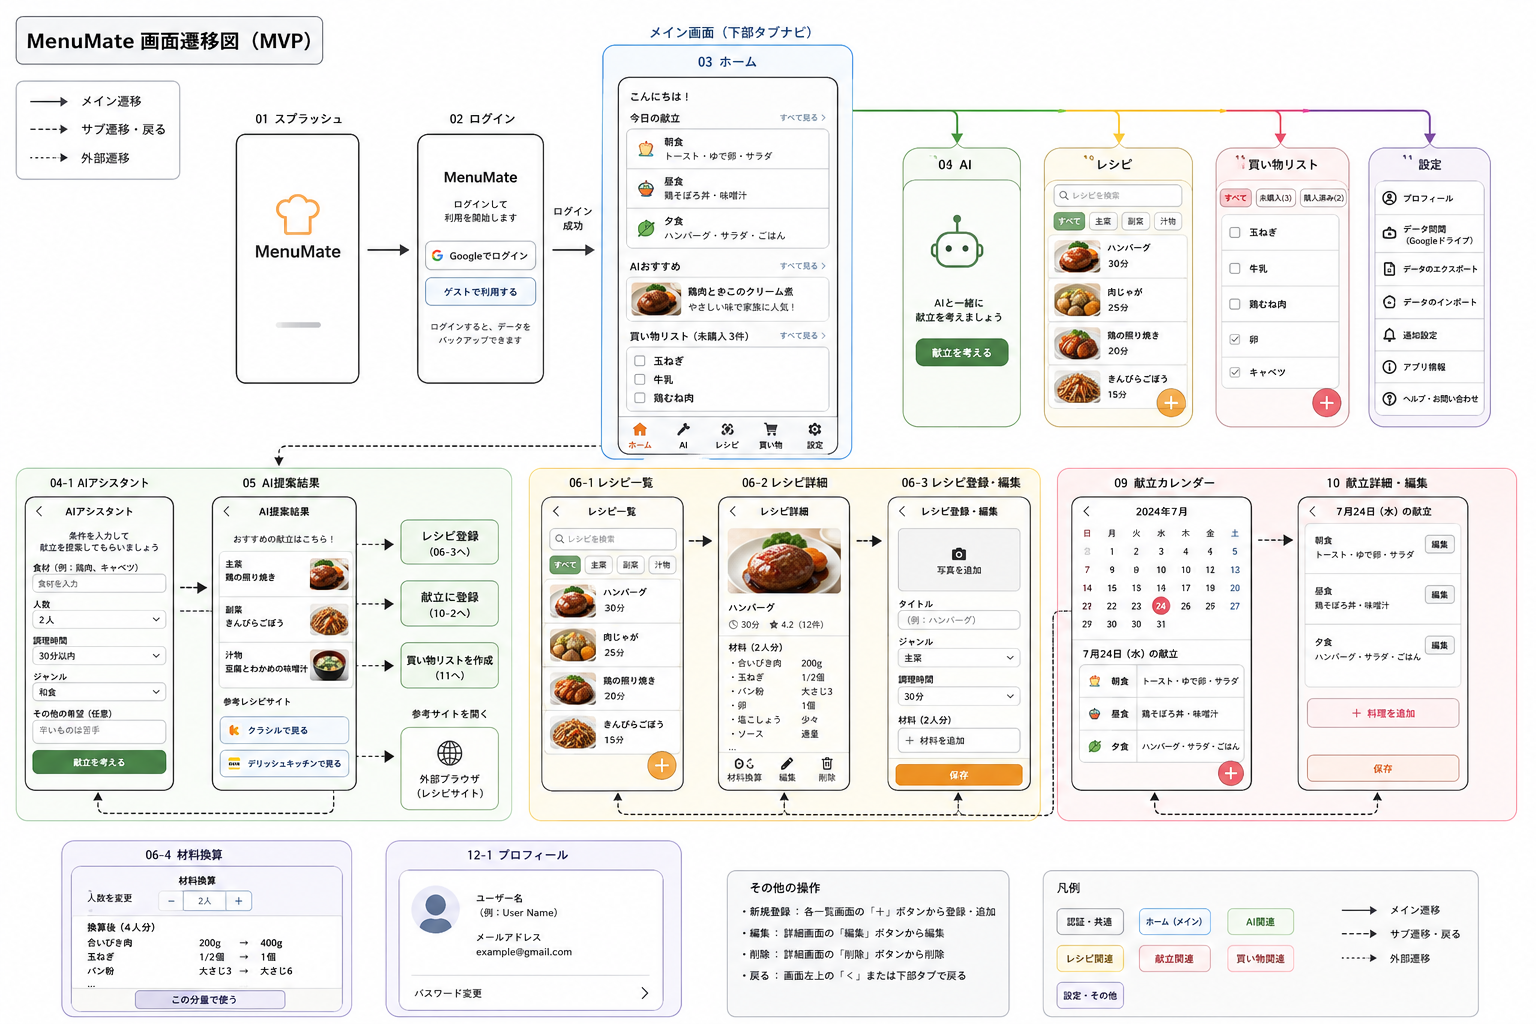 MenuMate 画面遷移図（MVP）
メイン遷移
サブ遷移・戻る
外部遷移
01 スプラッシュ
MenuMate
02 ログイン
MenuMate
ログインして
利用を開始します
Googleでログイン
ゲストで利用する
ログインすると、データを
バックアップできます
ログイン
成功
メイン画面（下部タブナビ）
03 ホーム
こんにちは！
今日の献立
すべて見る >
朝食
トースト・ゆで卵・サラダ
昼食
鶏そぼろ丼・味噌汁
夕食
ハンバーグ・サラダ・ごはん
AIおすすめ
すべて見る >
鶏肉ときのこのクリーム煮
やさしい味で家族に人気！
買い物リスト（未購入 3件）
すべて見る >
玉ねぎ
牛乳
鶏むね肉
ホーム
AI
レシピ
買い物
設定
04 AI
AIと一緒に
献立を考えましょう
献立を考える
レシピ
レシピを検索
すべて
主菜
副菜
汁物
ハンバーグ
30分
肉じゃが
25分
鶏の照り焼き
20分
きんぴらごぼう
15分
買い物リスト
すべて
未購入(3)
購入済み(2)
玉ねぎ
牛乳
鶏むね肉
卵
キャベツ
設定
プロフィール
（Googleドライブ）
データのエクスポート
データのインポート
通知設定
アプリ情報
ヘルプ・お問い合わせ
04-1 AIアシスタント
< AIアシスタント
条件を入力して
献立を提案してもらいましょう
食材（例：鶏肉、キャベツ）
食材を入力
人数
2人
調理時間
30分以内
ジャンル
和食
その他の希望（任意）
辛いものは苦手
献立を考える
05 AI提案結果
< AI提案結果
おすすめの献立はこちら！
主菜
鶏の照り焼き
副菜
きんぴらごぼう
汁物
豆腐とわかめの味噌汁
参考レシピサイト
クラシルで見る
デリッシュキッチンで見る
レシピ登録
（06-3へ）
献立に登録
（10-2へ）
買い物リストを作成
（11へ）
参考サイトを開く
外部ブラウザ
（レシピサイト）
06-1 レシピ一覧
< レシピ一覧
レシピを検索
すべて
主菜
副菜
汁物
ハンバーグ
30分
肉じゃが
25分
鶏の照り焼き
20分
きんぴらごぼう
15分
06-2 レシピ詳細
< レシピ詳細
ハンバーグ
30分 ★ 4.2（12件）
材料（2人分）
・合いびき肉 200g
・玉ねぎ 1/2個
・パン粉 大さじ3
・卵 1個
・塩こしょう 少々
・ソース 適量
...
材料換算
編集
削除
06-3 レシピ登録・編集
< レシピ登録・編集
写真を追加
タイトル
（例：ハンバーグ）
ジャンル
主菜
調理時間
30分
材料（2人分）
＋ 材料を追加
保存
09 献立カレンダー
< 2024年7月
日 月 火 水 木 金 土
1 2 3 4 5
7 9 9 10 11 12 13
14 15 16 14 19 20
22 23 24 26 26 27
29 30 30 31
7月24日（水）の献立
朝食 トースト・ゆで卵・サラダ
昼食 鶏そぼろ丼・味噌汁
夕食 ハンバーグ・サラダ・ごはん
10 献立詳細・編集
< 7月24日（水）の献立
朝食
トースト・ゆで卵・サラダ
編集
昼食
鶏そぼろ丼・味噌汁
編集
夕食
ハンバーグ・サラダ・ごはん
編集
＋ 料理を追加
保存
06-4 材料換算
材料換算
人数を変更
− 2人 ＋
換算後（4人分）
合いびき肉 200g → 400g
玉ねぎ 1/2個 → 1個
パン粉 大さじ3 → 大さじ6
...
この分量で使う
12-1 プロフィール
ユーザー名
（例：User Name）
メールアドレス
example@gmail.com
パスワード変更
その他の操作
・新規登録：各一覧画面の「＋」ボタンから登録・追加
・編集：詳細画面の「編集」ボタンから編集
・削除：詳細画面の「削除」ボタンから削除
・戻る：画面左上の「＜」または下部タブで戻る
凡例
認証・共通
ホーム（メイン）
AI関連
レシピ関連
献立関連
買い物関連
設定・その他
メイン遷移
サブ遷移・戻る
外部遷移